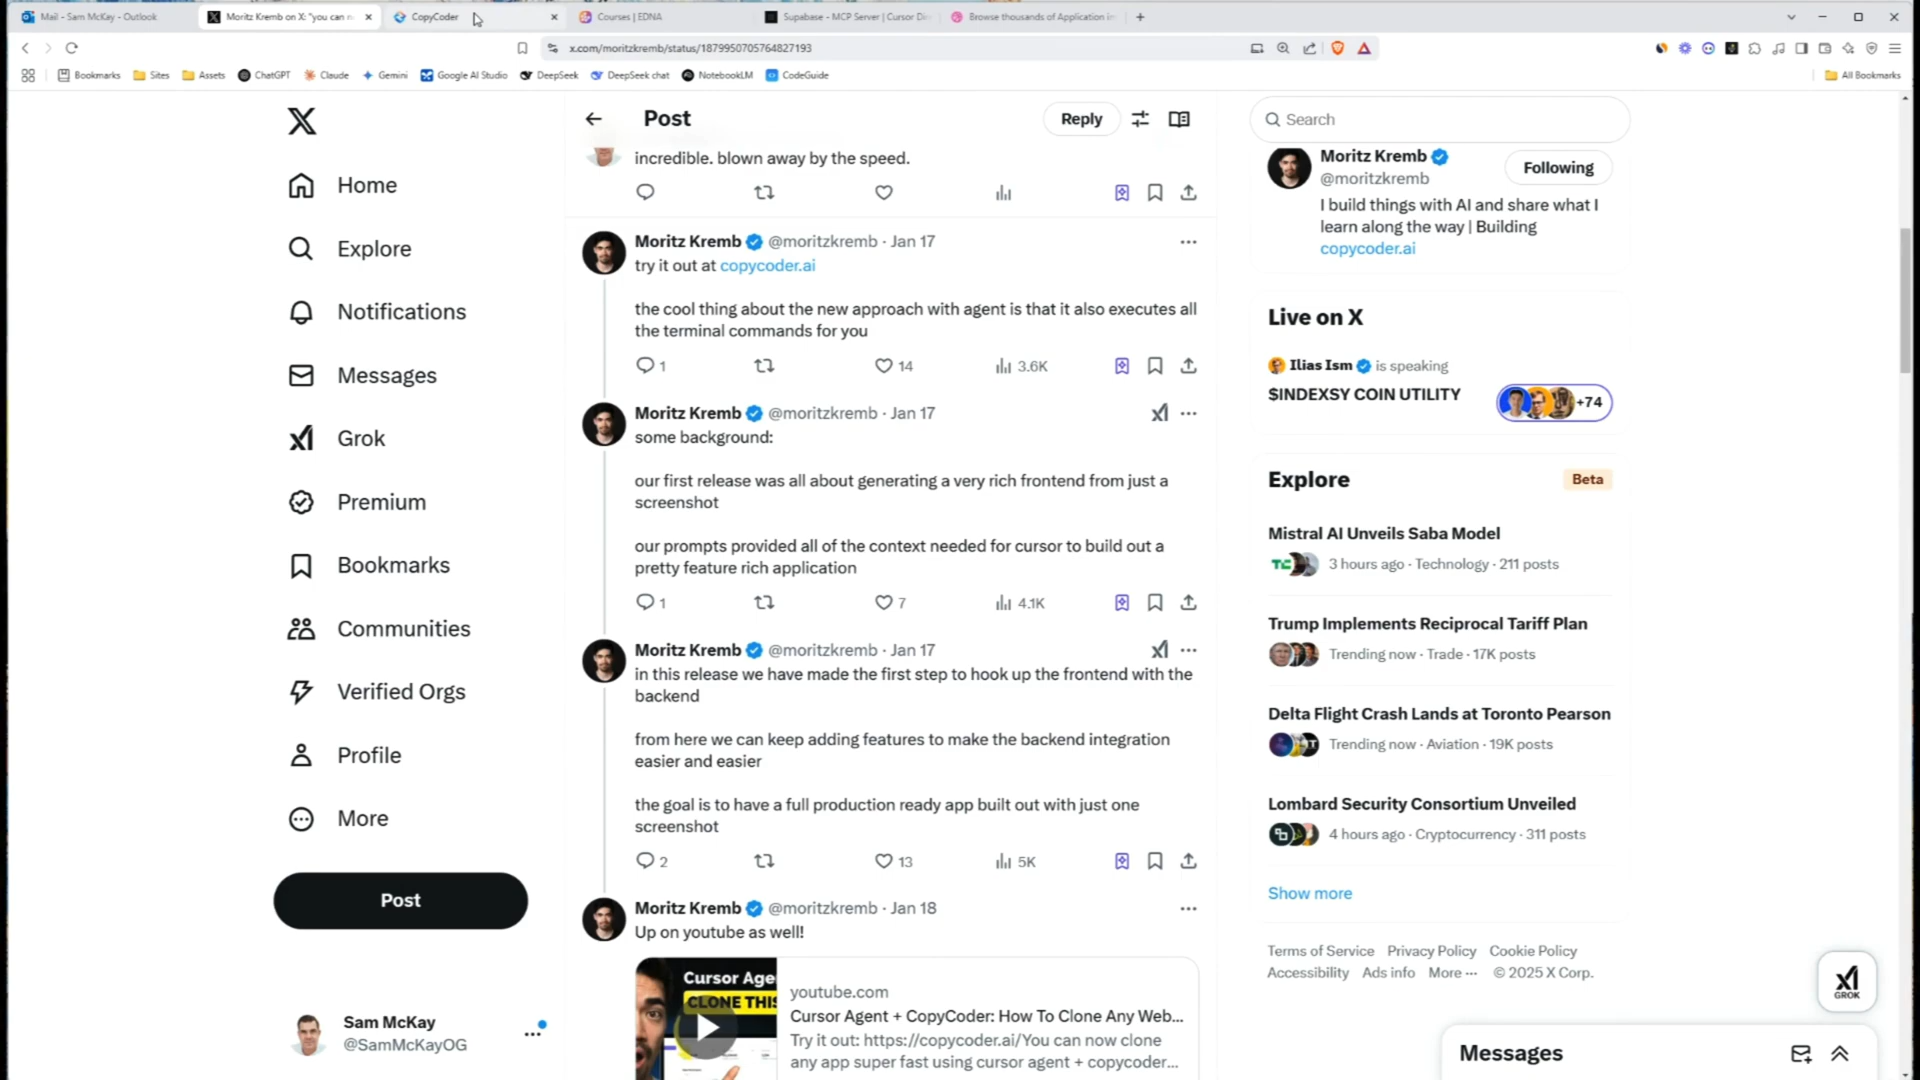 Mail - Sam McKay - Outlook
Moritz Kremb on X: "you can n
CopyCoder
Courses | EDNA
Supabase - MCP Server | Cursor Di
Browse thousands of Application in
x.com/moritzkremb/status/1879950705764827193
Bookmarks
Sites
Assets
ChatGPT
Claude
Gemini
Google AI Studio
DeepSeek
DeepSeek chat
NotebookLM
CodeGuide
All Bookmarks
Home
Explore
Notifications
Messages
Grok
Premium
Bookmarks
Communities
Verified Orgs
Profile
More
Post
Sam McKay
@SamMcKayOG
Post
Reply
incredible. blown away by the speed.
Moritz Kremb @moritzkremb · Jan 17
try it out at copycoder.ai
the cool thing about the new approach with agent is that it also executes all
the terminal commands for you
1 14 3.6K
Moritz Kremb @moritzkremb · Jan 17
some background:
our first release was all about generating a very rich frontend from just a
screenshot
our prompts provided all of the context needed for cursor to build out a
pretty feature rich application
1 7 4.1K
Moritz Kremb @moritzkremb · Jan 17
in this release we have made the first step to hook up the frontend with the
backend
from here we can keep adding features to make the backend integration
easier and easier
the goal is to have a full production ready app built out with just one
screenshot
2 13 5K
Moritz Kremb @moritzkremb · Jan 18
Up on youtube as well!
Cursor Age
CLONE THIS
youtube.com
Cursor Agent + CopyCoder: How To Clone Any Web...
Try it out: https://copycoder.ai/You can now clone
any app super fast using cursor agent + copycoder...
Search
Moritz Kremb
@moritzkremb
Following
I build things with AI and share what I
learn along the way | Building
copycoder.ai
Live on X
Ilias Ism is speaking
$INDEXSY COIN UTILITY
+74
Explore
Beta
Mistral AI Unveils Saba Model
3 hours ago · Technology · 211 posts
Trump Implements Reciprocal Tariff Plan
Trending now · Trade · 17K posts
Delta Flight Crash Lands at Toronto Pearson
Trending now · Aviation · 19K posts
Lombard Security Consortium Unveiled
4 hours ago · Cryptocurrency · 311 posts
Show more
Terms of Service Privacy Policy Cookie Policy
Accessibility Ads info More ··· © 2025 X Corp.
GROK
Messages